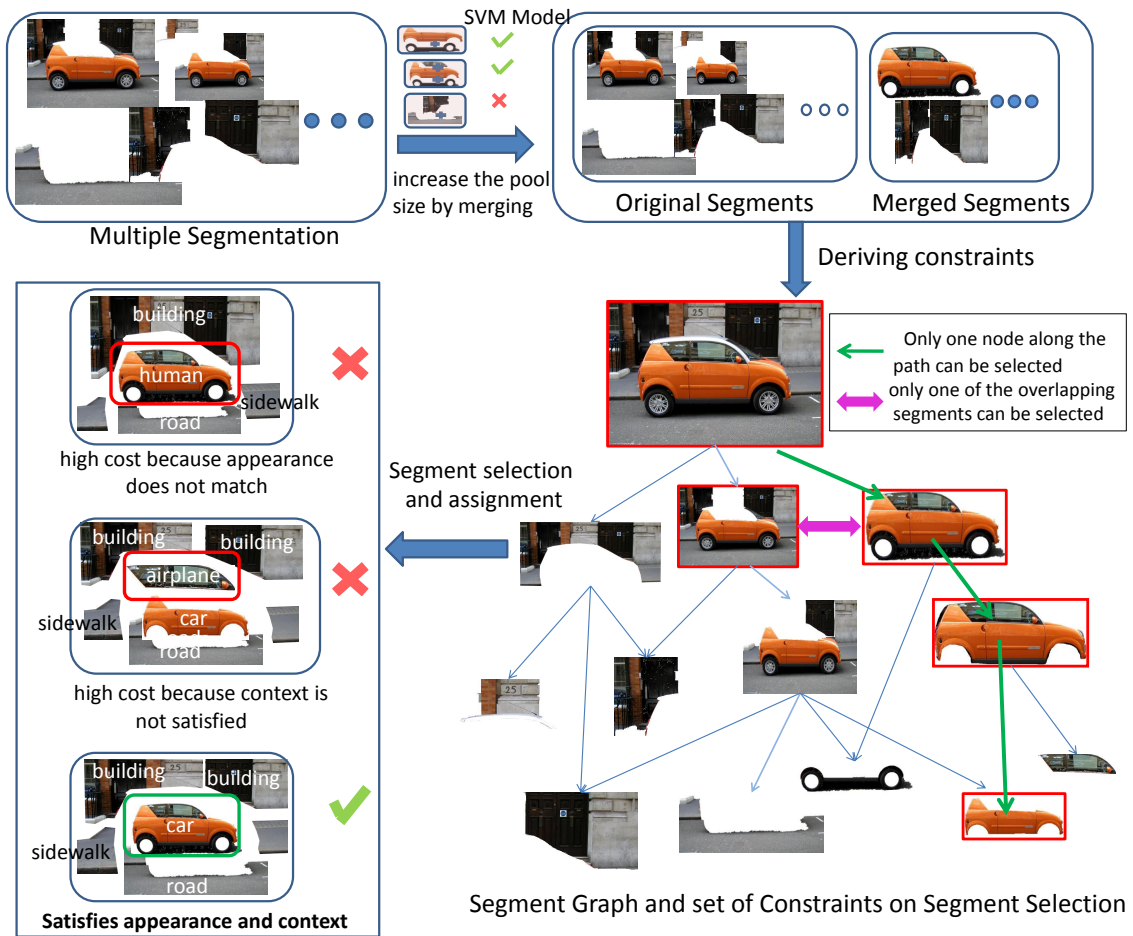 SVM Model
increase the pool
size by merging
Multiple Segmentation
Original Segments
Merged Segments
Deriving constraints
25
Only one node along the
path can be selected
only one of the overlapping
segments can be selected
building
human
sidewalk
road
high cost because appearance
does not match
Segment selection
and assignment
building
building
airplane
sidewalk
car
road
road
high cost because context is
not satisfied
25
25
building
building
car
sidewalk
road
Satisfies appearance and context
Segment Graph and set of Constraints on Segment Selection